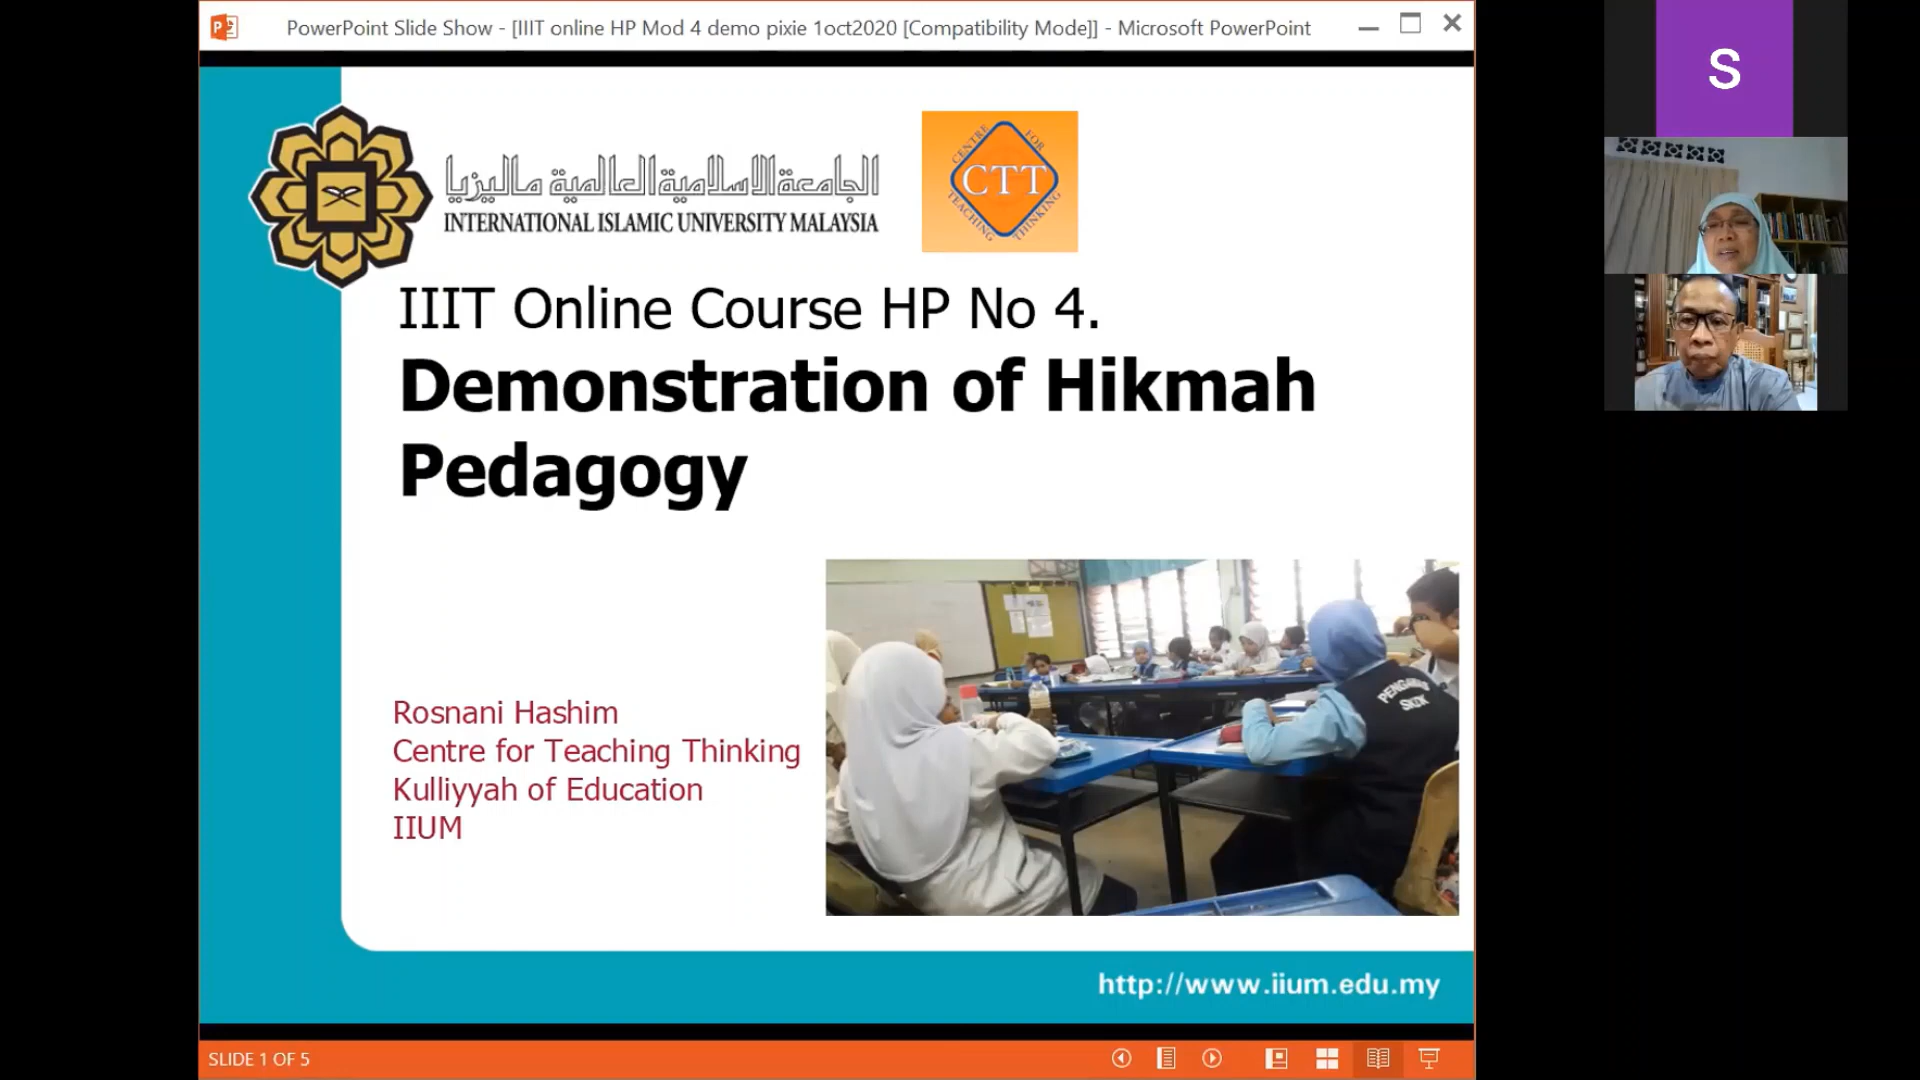 PowerPoint Slide Show - [IIIT online HP Mod 4 demo pixie 1oct2020 [Compatibility Mode]] - Microsoft PowerPoint
S
الجامعة الاسلامية العالمية ماليزيا
INTERNATIONAL ISLAMIC UNIVERSITY MALAYSIA
CENTRE FOR
CTT
TEACHING THINKING
IIIT Online Course HP No 4.
Demonstration of Hikmah
Pedagogy
Rosnani Hashim
Centre for Teaching Thinking
Kulliyyah of Education
IIUM
http://www.iium.edu.my
SLIDE 1 OF 5